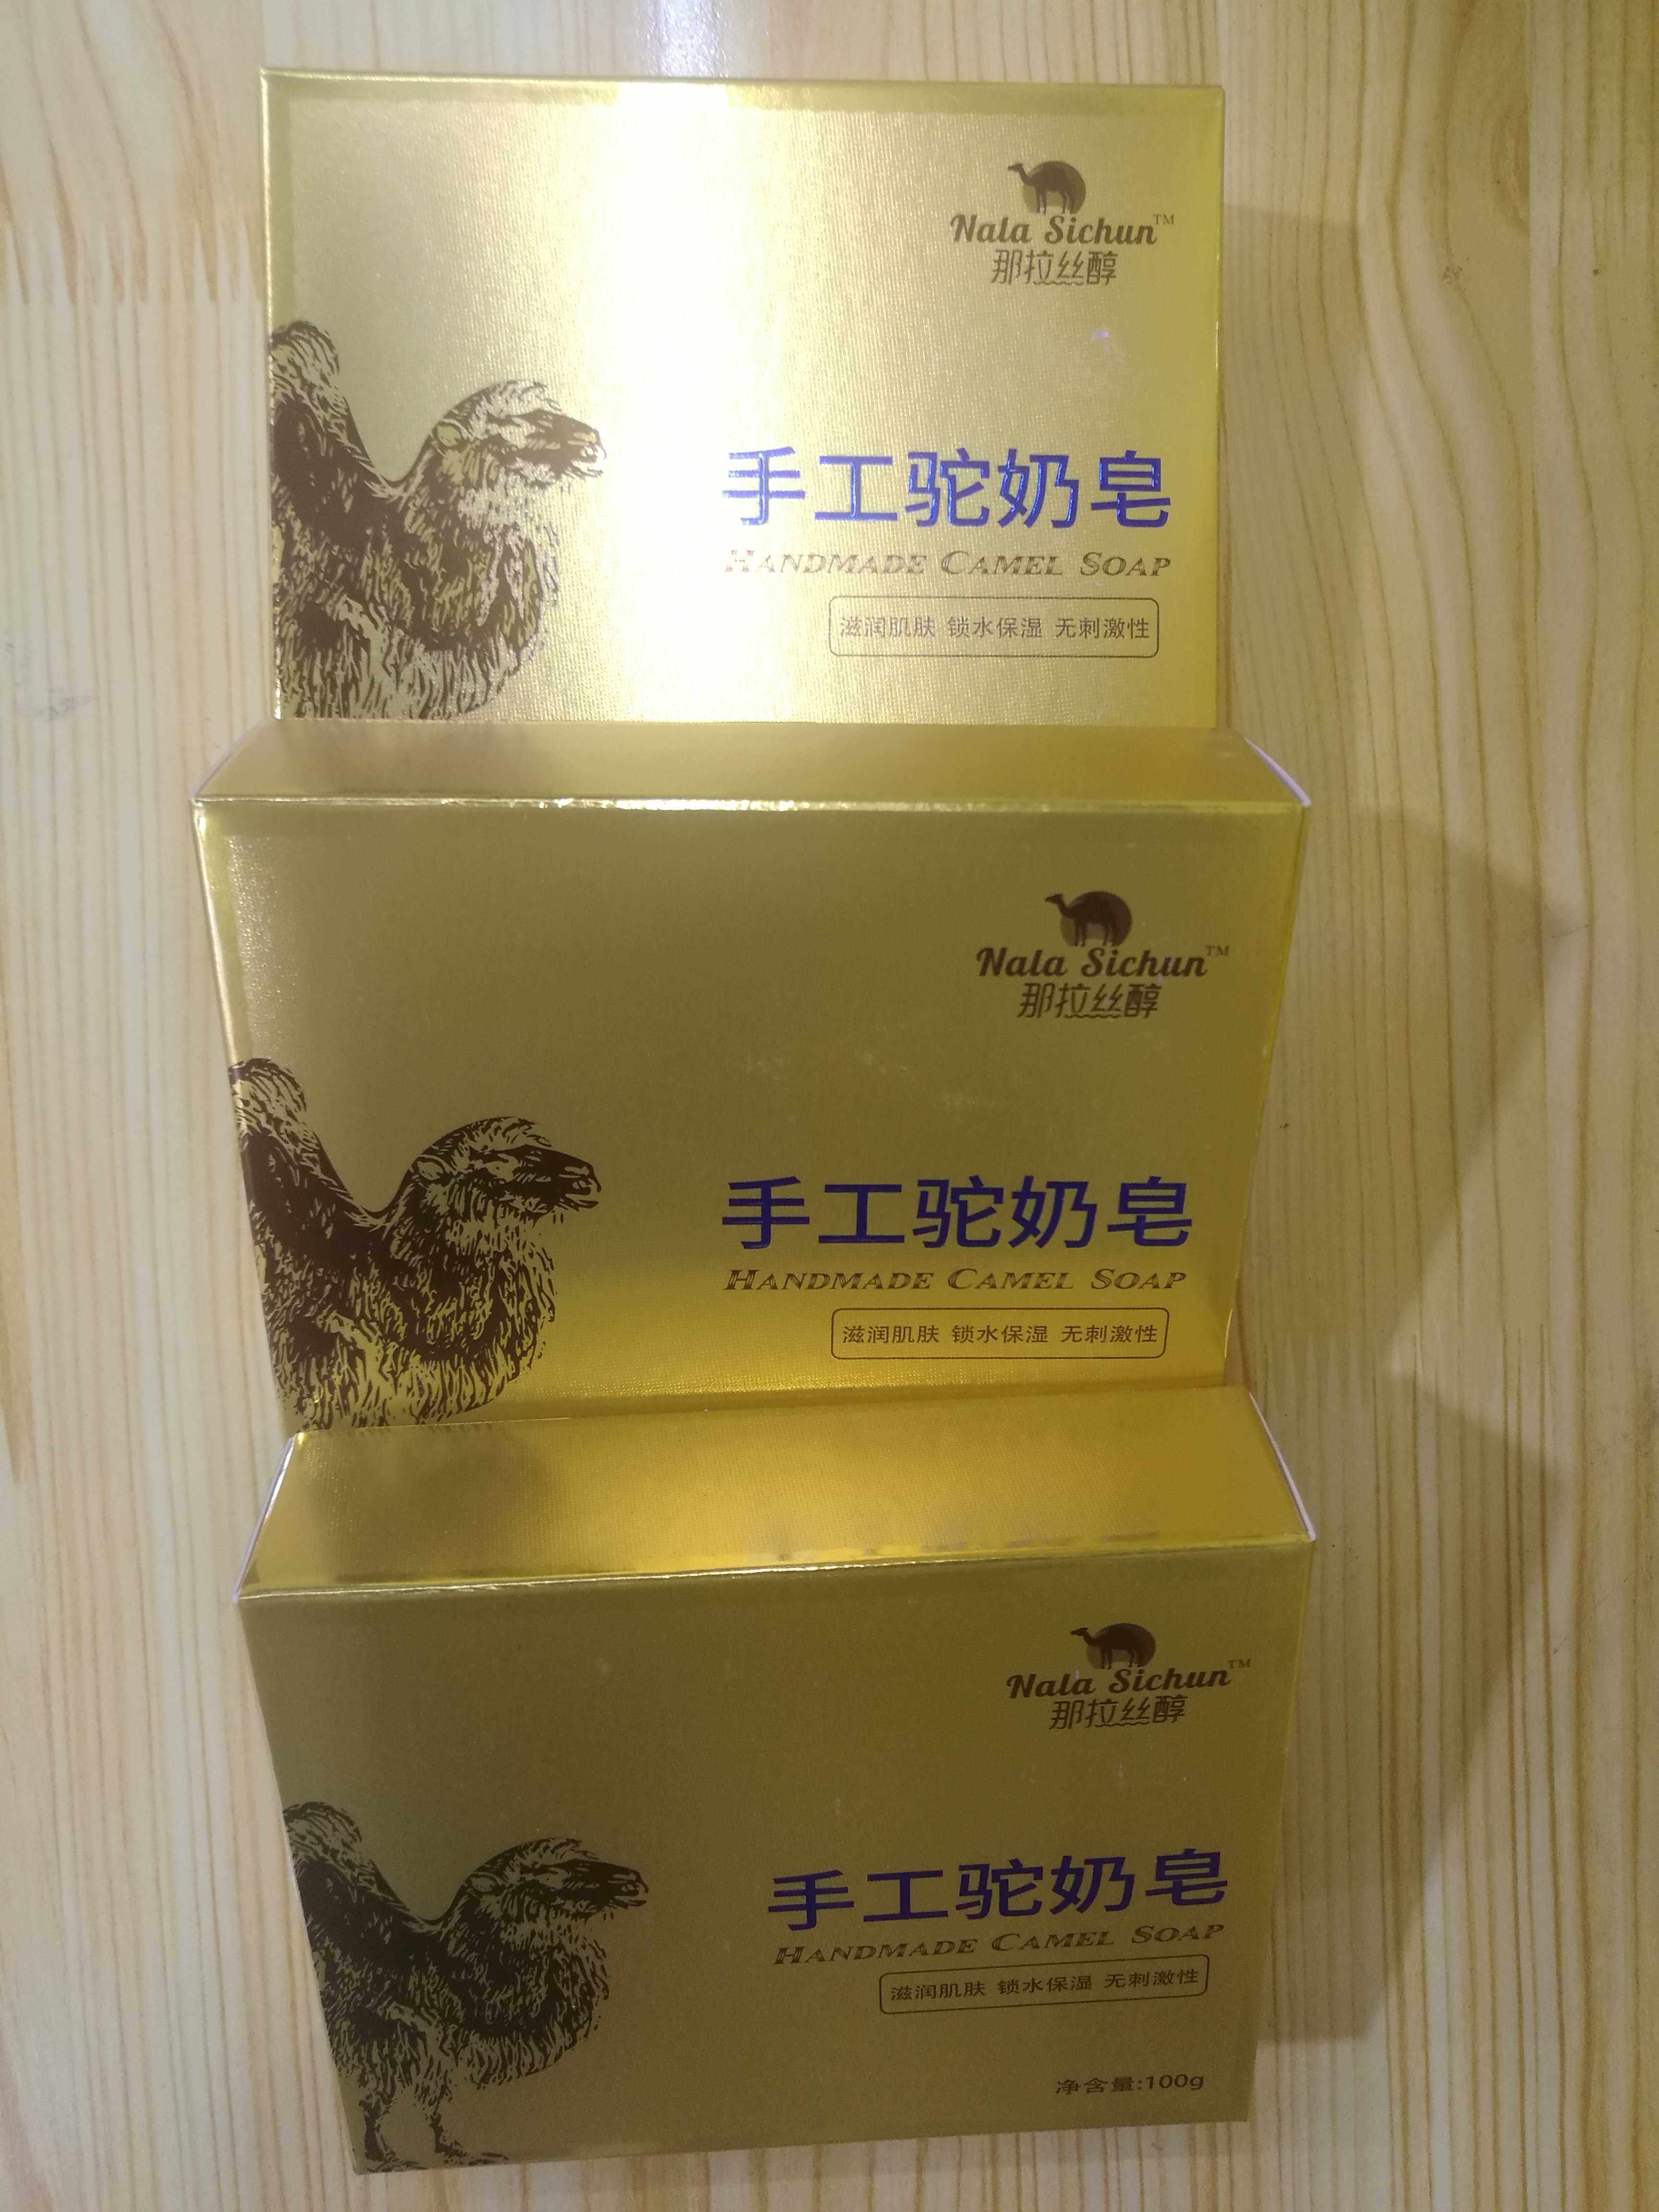 Nala Sichun™
那拉丝醇
手工驼奶皂
HANDMADE CAMEL SOAP
滋润肌肤 锁水保湿 无刺激性
Nala Sichun™
那拉丝醇
手工驼奶皂
HANDMADE CAMEL SOAP
滋润肌肤 锁水保湿 无刺激性
Nala Sichun™
那拉丝醇
手工驼奶皂
HANDMADE CAMEL SOAP
滋润肌肤 锁水保湿 无刺激性
净含量:100g